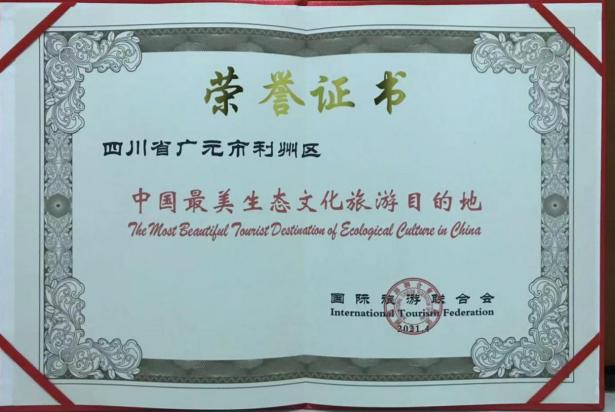 荣誉证书
四川省广元市利州区
中国最美生态文化旅游目的地
The Most Beautiful Tourist Destination of Ecological Culture in China
国际旅游联合会
International Tourism Federation
2021.4